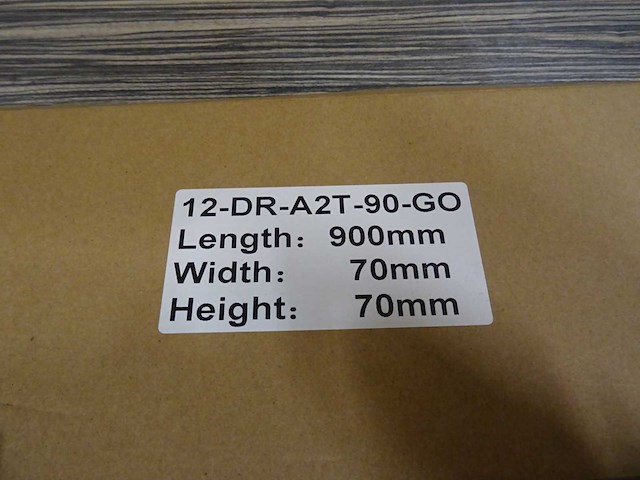 12-DR-A2T-90-GO
Length： 900mm
Width： 70mm
Height： 70mm